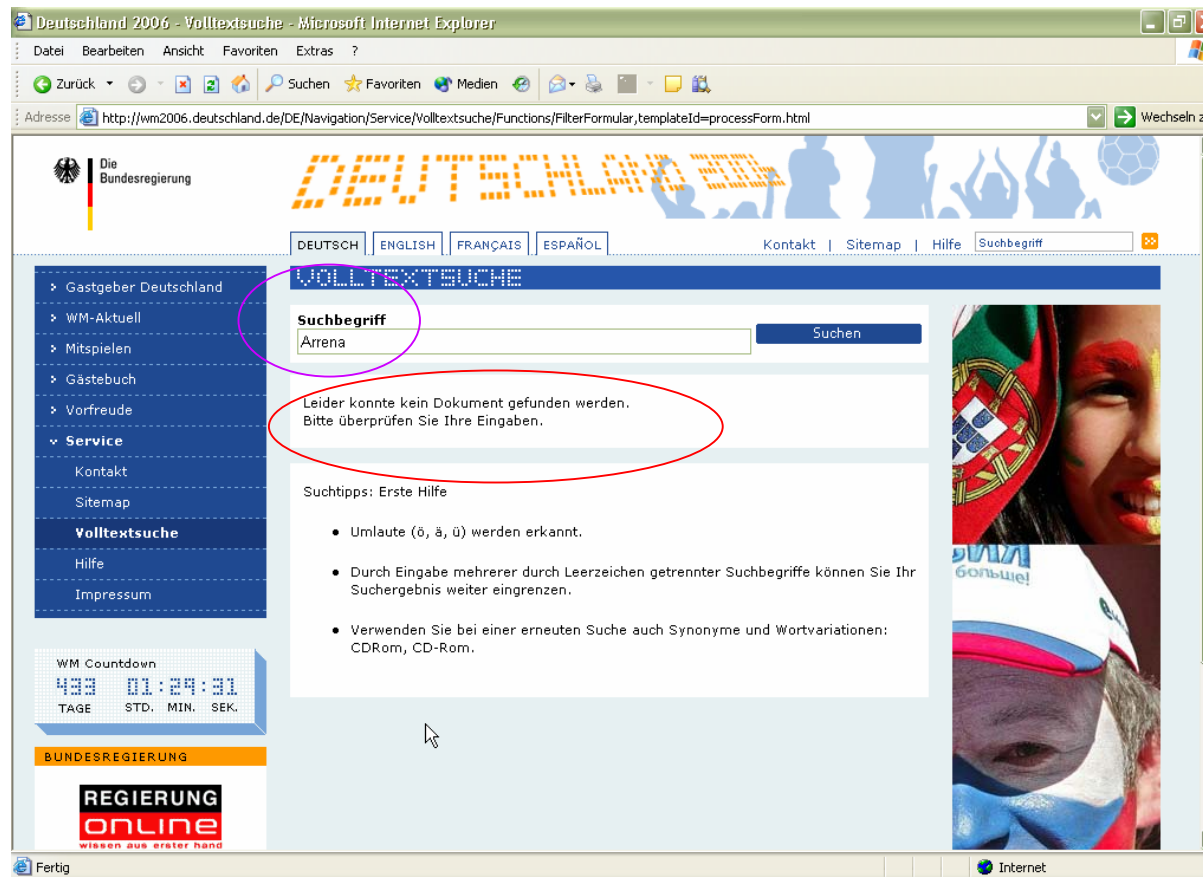 Deutschland 2006 - Volltextsuche - Microsoft Internet Explorer
Datei Bearbeiten Ansicht Favoriten Extras ?
Zurück Suchen Favoriten Medien
Adresse http://wm2006.deutschland.de/DE/Navigation/Service/Volltextsuche/Functions/FilterFormular,templateId=processForm.html Wechseln z
Die
Bundesregierung
DEUTSCHLAND 2006
DEUTSCH ENGLISH FRANÇAIS ESPAÑOL Kontakt | Sitemap | Hilfe Suchbegriff
VOLLTEXTSUCHE
Gastgeber Deutschland
WM-Aktuell
Mitspielen
Gästebuch
Vorfreude
Service
Kontakt
Sitemap
Volltextsuche
Hilfe
Impressum
Suchbegriff
Arrena Suchen
Leider konnte kein Dokument gefunden werden.
Bitte überprüfen Sie Ihre Eingaben.
Suchtipps: Erste Hilfe
• Umlaute (ö, ä, ü) werden erkannt.
• Durch Eingabe mehrerer durch Leerzeichen getrennter Suchbegriffe können Sie Ihr
Suchergebnis weiter eingrenzen.
• Verwenden Sie bei einer erneuten Suche auch Synonyme und Wortvariationen:
CDRom, CD-Rom.
WM Countdown
433 01:29:31
TAGE STD. MIN. SEK.
BUNDESREGIERUNG
REGIERUNG
ONLINE
wissen aus erster hand
больше!
Fertig Internet